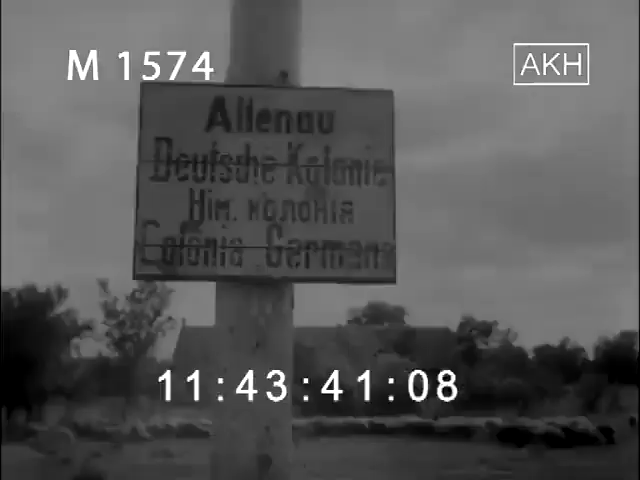 M 1574
AKH
Allenau
Deutsche Kolonie
Нім. колонія
Colonia Germana
11:43:41:08